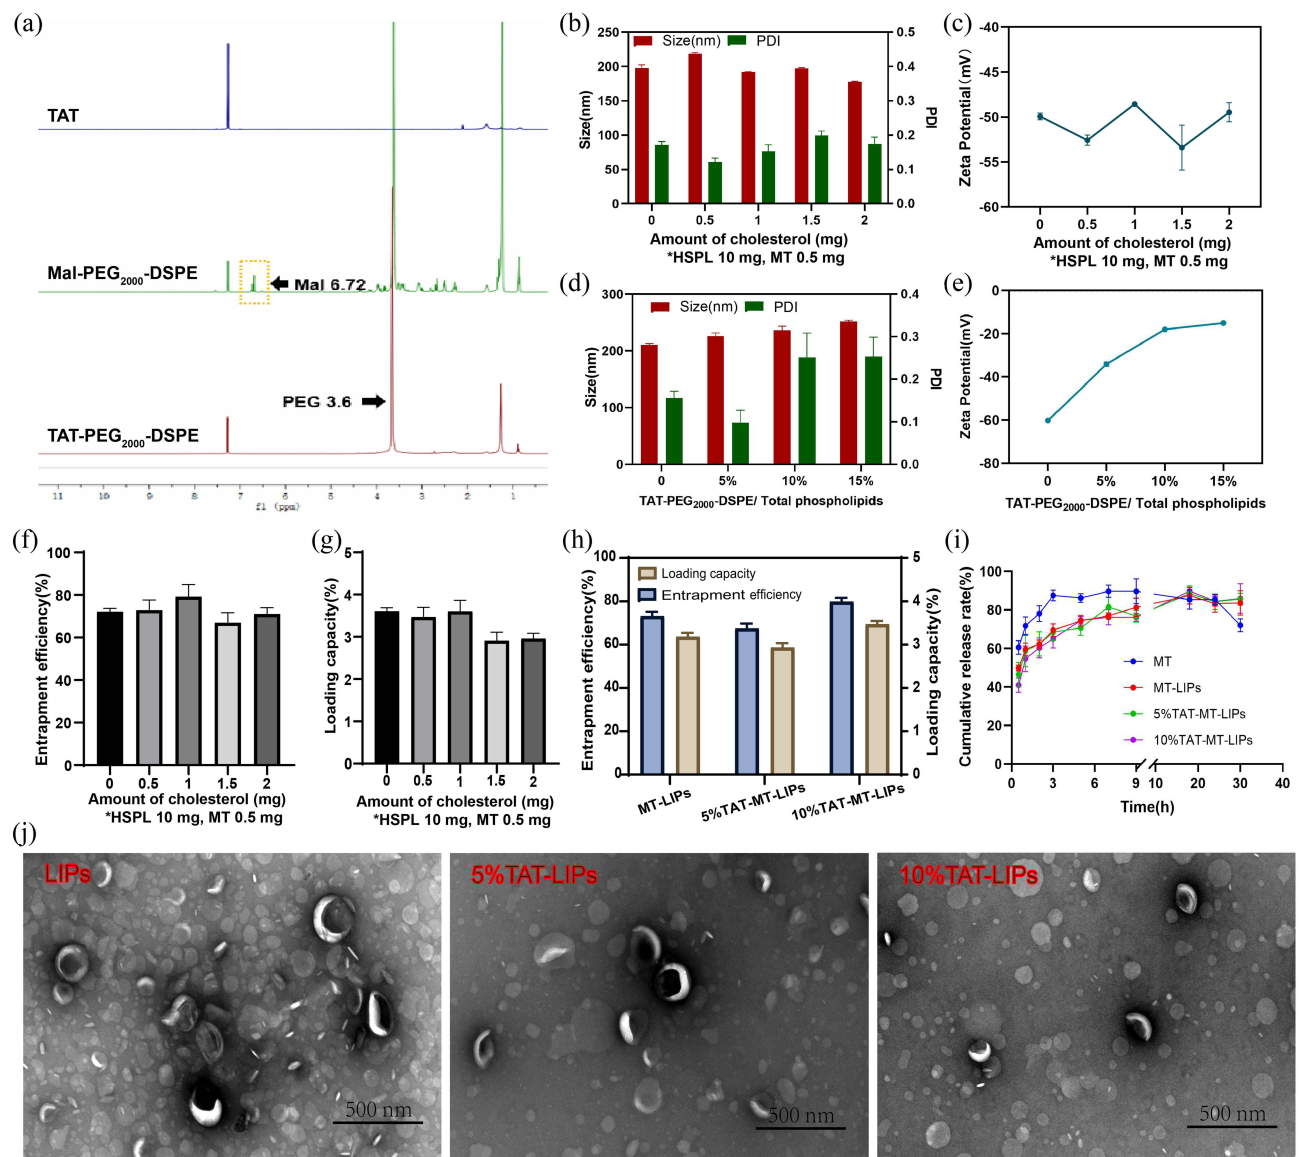 (a)
TAT
Mal-PEG2000-DSPE
Mal 6.72
PEG 3.6
TAT-PEG2000-DSPE
11 10 9 8 7 6 5 4 3 2 1
f1 (ppm)
(b)
Size(nm) PDI
250 200 150 100 50 0
Size(nm)
0.5 0.4 0.3 0.2 0.1 0.0
PDI
0 0.5 1 1.5 2
Amount of cholesterol (mg)
*HSPL 10 mg, MT 0.5 mg
(c)
-40 -45 -50 -55 -60
Zeta Potential(mV)
0 0.5 1 1.5 2
Amount of cholesterol (mg)
*HSPL 10 mg, MT 0.5 mg
(d)
Size(nm) PDI
300 200 100 0
Size(nm)
0.4 0.3 0.2 0.1 0.0
PDI
0 5% 10% 15%
TAT-PEG2000-DSPE/ Total phospholipids
(e)
0 -20 -40 -60 -80
Zeta Potential(mV)
0 5% 10% 15%
TAT-PEG2000-DSPE/ Total phospholipids
(f)
100 80 60 40 20 0
Entrapment efficiency(%)
0 0.5 1 1.5 2
Amount of cholesterol (mg)
*HSPL 10 mg, MT 0.5 mg
(g)
5 4 3 2 1 0
Loading capacity(%)
0 0.5 1 1.5 2
Amount of cholesterol (mg)
*HSPL 10 mg, MT 0.5 mg
(h)
Loading capacity
Entrapment efficiency
100 80 60 40 20 0
Entrapment efficiency(%)
5 4 3 2 1 0
Loading capacity(%)
MT-LIPs 5%TAT-MT-LIPs 10%TAT-MT-LIPs
(i)
100 80 60 40 20 0
Cumulative release rate(%)
MT
MT-LIPs
5%TAT-MT-LIPs
10%TAT-MT-LIPs
0 3 6 9 10 20 30 40
Time(h)
(j)
LIPs
500 nm
5%TAT-LIPs
500 nm
10%TAT-LIPs
500 nm